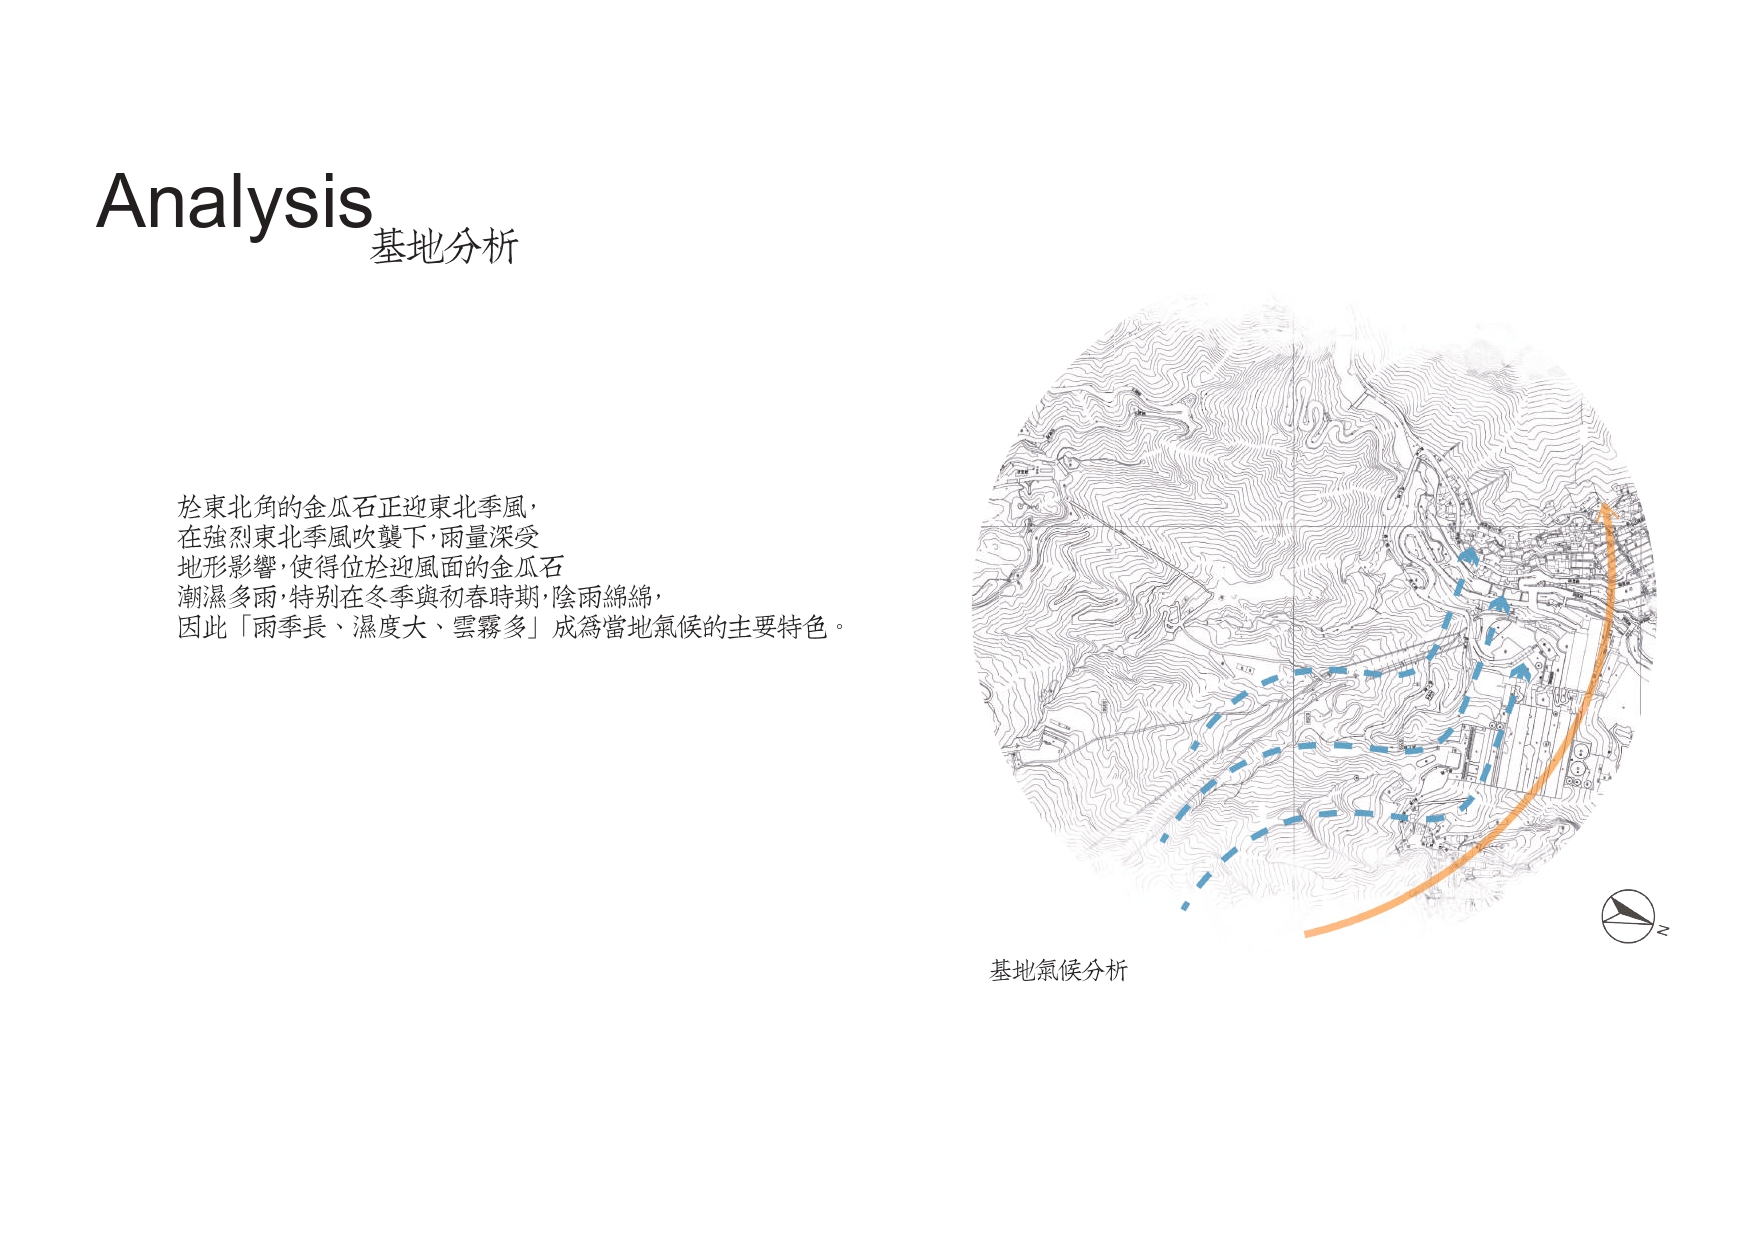 Analysis
基地分析
於東北角的金瓜石正迎東北季風，
在強烈東北季風吹襲下，雨量深受
地形影響，使得位於迎風面的金瓜石
潮濕多雨，特別在冬季與初春時期，陰雨綿綿，
因此「雨季長、濕度大、雲霧多」成為當地氣候的主要特色。
N
基地氣候分析